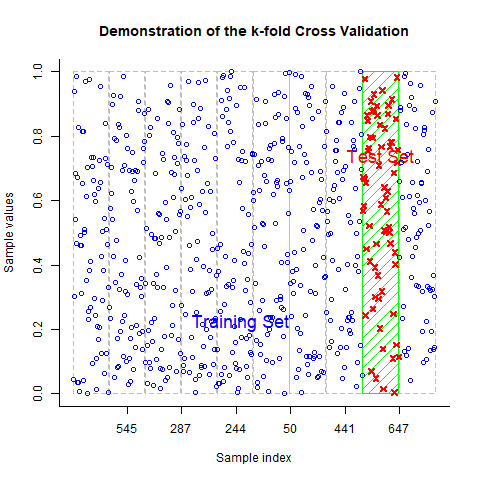 Demonstration of the k-fold Cross Validation
Sample values
1.0
0.8
0.6
0.4
0.2
0.0
Test Set
Training Set
545 287 244 50 441 647
Sample index